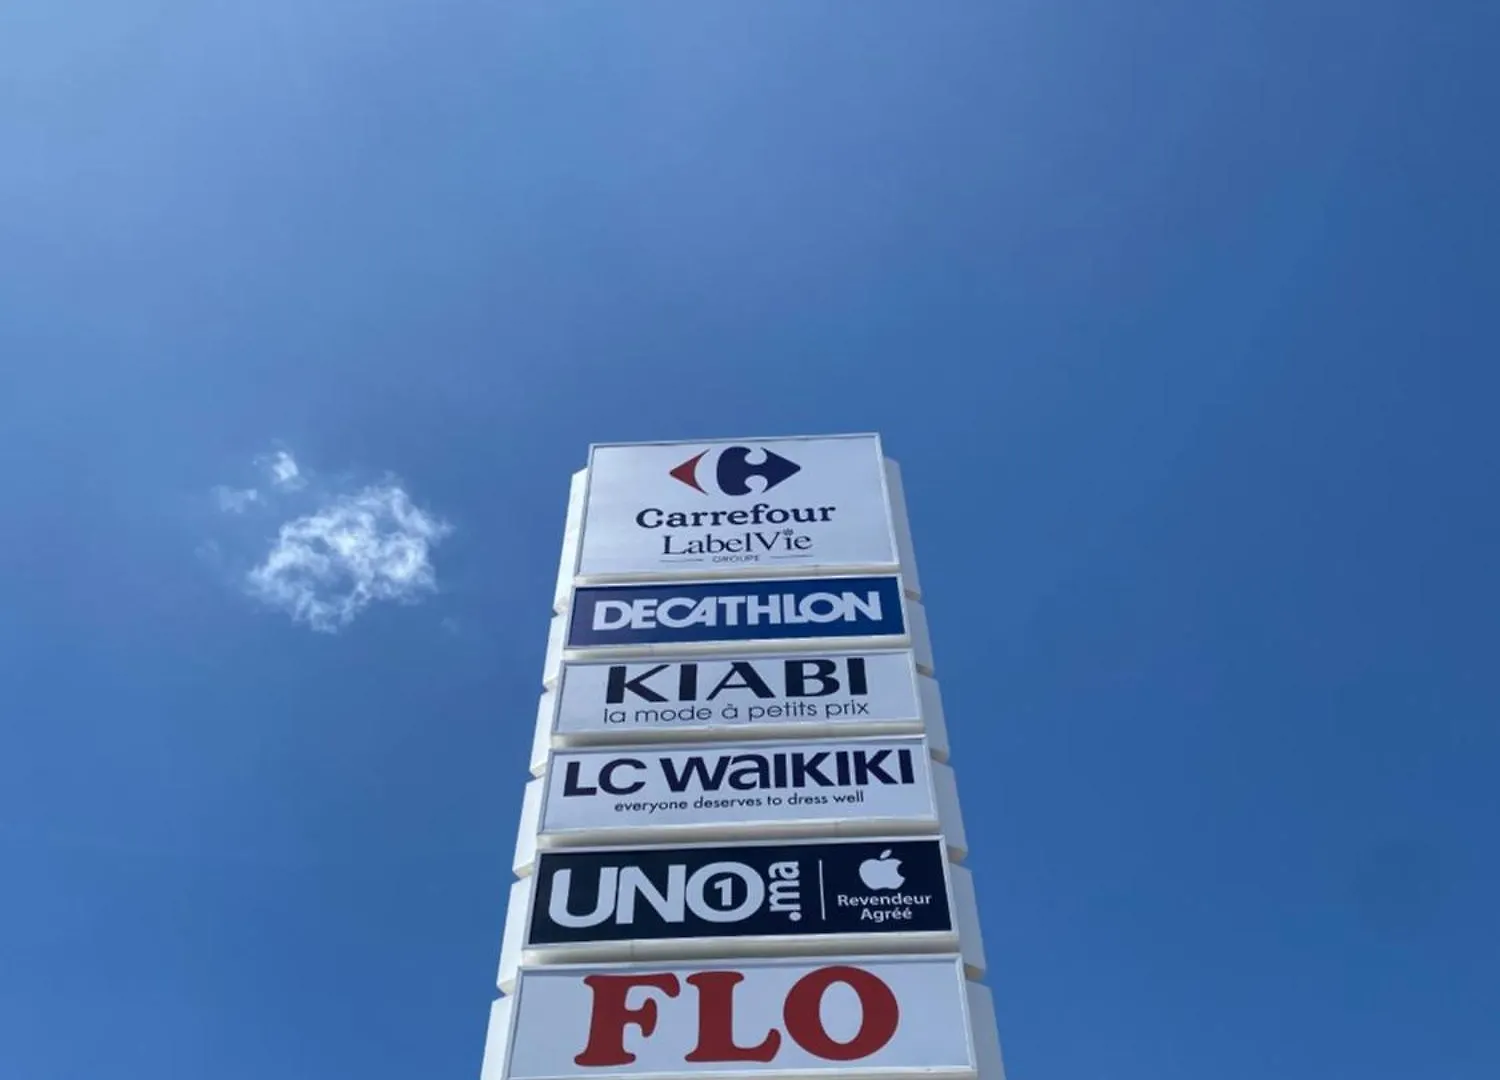 Carrefour
LabelVie
GROUPE
DECATHLON
KIABI
la mode à petits prix
LC WAIKIKI
everyone deserves to dress well
UNO1.ma
Revendeur
Agréé
FLO